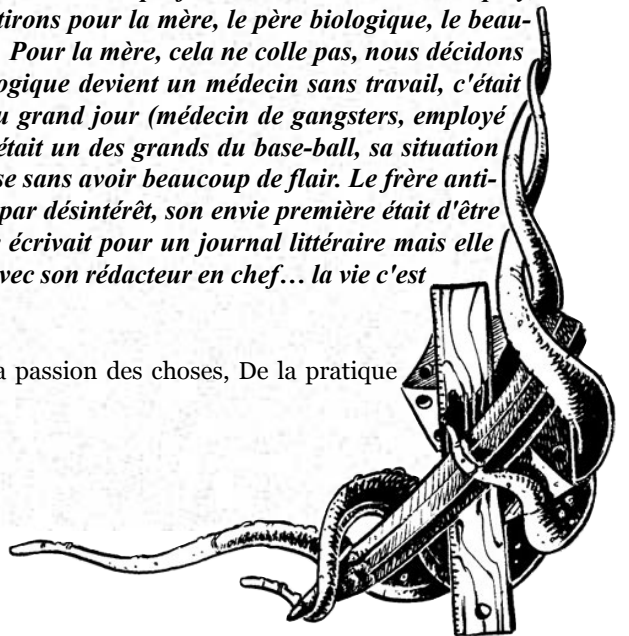 tirons pour la mère, le père biologique, le beau-
Pour la mère, cela ne colle pas, nous décidons
ogique devient un médecin sans travail, c'était
u grand jour (médecin de gangsters, employé
était un des grands du base-ball, sa situation
se sans avoir beaucoup de flair. Le frère anti-
par désintérêt, son envie première était d'être
écrivait pour un journal littéraire mais elle
vec son rédacteur en chef… la vie c'est
a passion des choses, De la pratique